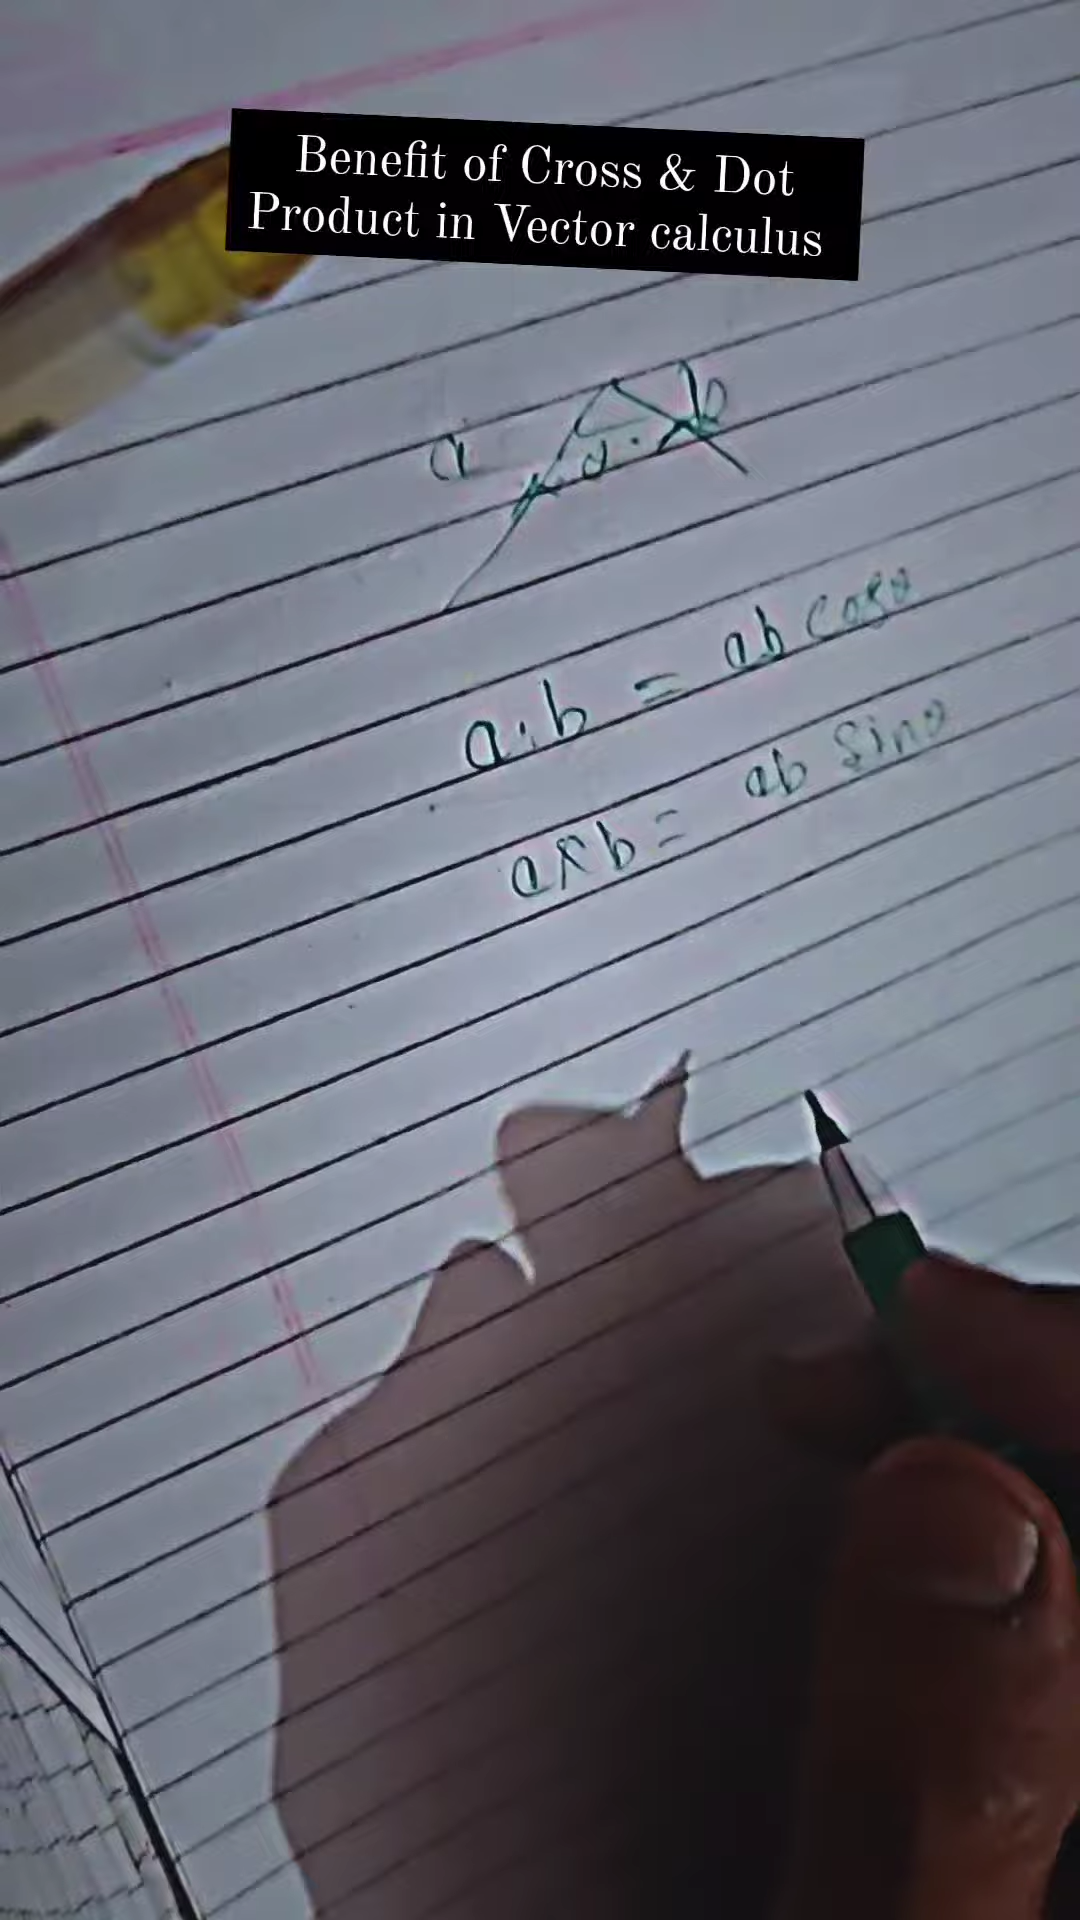 Benefit of Cross & Dot
Product in Vector calculus
a
b
a.b = ab cosθ
a×b = ab sinθ